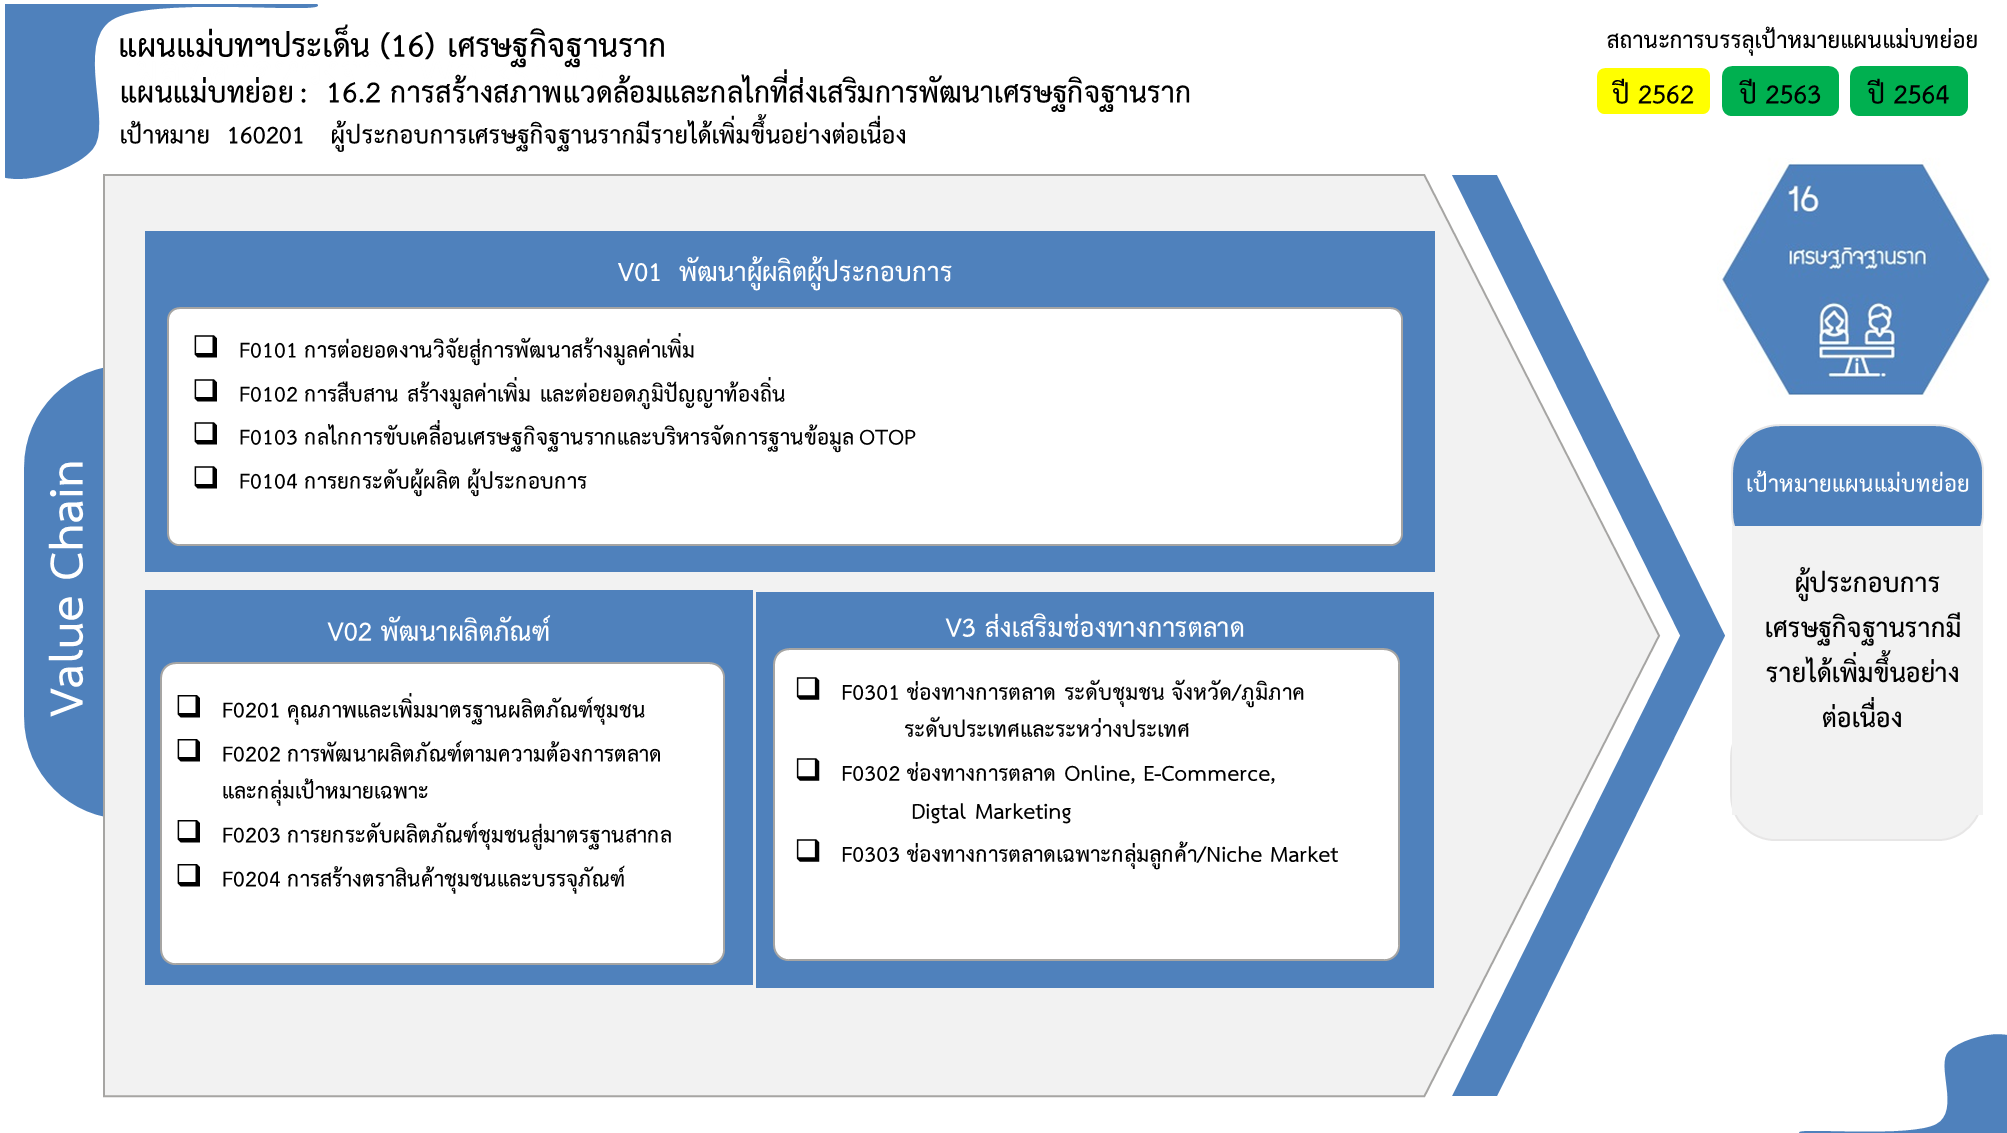 แผนแม่บทฯประเด็น (16) เศรษฐกิจฐานราก
แผนแม่บทย่อย : 16.2 การสร้างสภาพแวดล้อมและกลไกที่ส่งเสริมการพัฒนาเศรษฐกิจฐานราก
เป้าหมาย 160201 ผู้ประกอบการเศรษฐกิจฐานรากมีรายได้เพิ่มขึ้นอย่างต่อเนื่อง
สถานะการบรรลุเป้าหมายแผนแม่บทย่อย
ปี 2562 ปี 2563 ปี 2564
Value Chain
V01 พัฒนาผู้ผลิตผู้ประกอบการ
F0101 การต่อยอดงานวิจัยสู่การพัฒนาสร้างมูลค่าเพิ่ม
F0102 การสืบสาน สร้างมูลค่าเพิ่ม และต่อยอดภูมิปัญญาท้องถิ่น
F0103 กลไกการขับเคลื่อนเศรษฐกิจฐานรากและบริหารจัดการฐานข้อมูล OTOP
F0104 การยกระดับผู้ผลิต ผู้ประกอบการ
V02 พัฒนาผลิตภัณฑ์
F0201 คุณภาพและเพิ่มมาตรฐานผลิตภัณฑ์ชุมชน
F0202 การพัฒนาผลิตภัณฑ์ตามความต้องการตลาด
และกลุ่มเป้าหมายเฉพาะ
F0203 การยกระดับผลิตภัณฑ์ชุมชนสู่มาตรฐานสากล
F0204 การสร้างตราสินค้าชุมชนและบรรจุภัณฑ์
V3 ส่งเสริมช่องทางการตลาด
F0301 ช่องทางการตลาด ระดับชุมชน จังหวัด/ภูมิภาค
ระดับประเทศและระหว่างประเทศ
F0302 ช่องทางการตลาด Online, E-Commerce,
Digtal Marketing
F0303 ช่องทางการตลาดเฉพาะกลุ่มลูกค้า/Niche Market
16
เศรษฐกิจฐานราก
เป้าหมายแผนแม่บทย่อย
ผู้ประกอบการ
เศรษฐกิจฐานรากมี
รายได้เพิ่มขึ้นอย่าง
ต่อเนื่อง